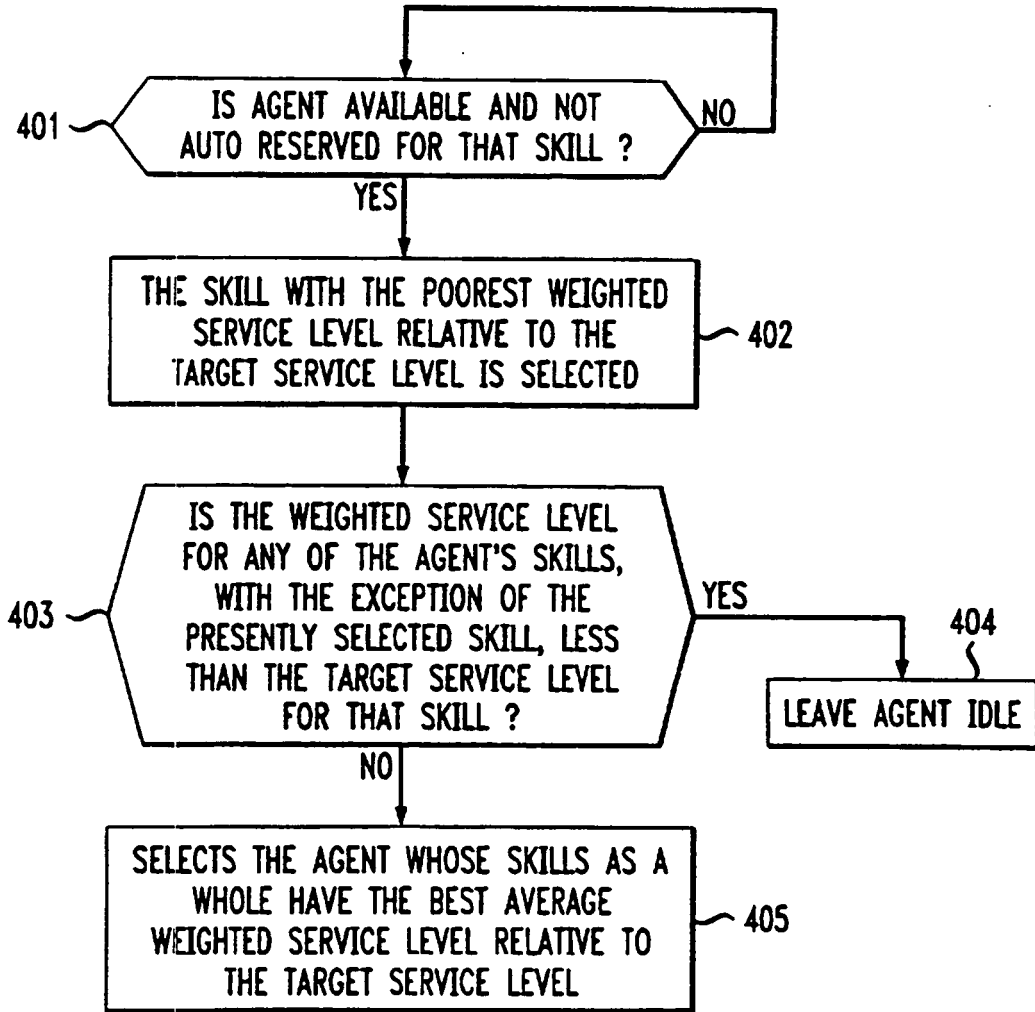 401
IS AGENT AVAILABLE AND NOT
AUTO RESERVED FOR THAT SKILL ?
NO
YES
THE SKILL WITH THE POOREST WEIGHTED
SERVICE LEVEL RELATIVE TO THE
TARGET SERVICE LEVEL IS SELECTED
402
403
IS THE WEIGHTED SERVICE LEVEL
FOR ANY OF THE AGENT'S SKILLS,
WITH THE EXCEPTION OF THE
PRESENTLY SELECTED SKILL, LESS
THAN THE TARGET SERVICE LEVEL
FOR THAT SKILL ?
YES
404
LEAVE AGENT IDLE
NO
SELECTS THE AGENT WHOSE SKILLS AS A
WHOLE HAVE THE BEST AVERAGE
WEIGHTED SERVICE LEVEL RELATIVE TO
THE TARGET SERVICE LEVEL
405